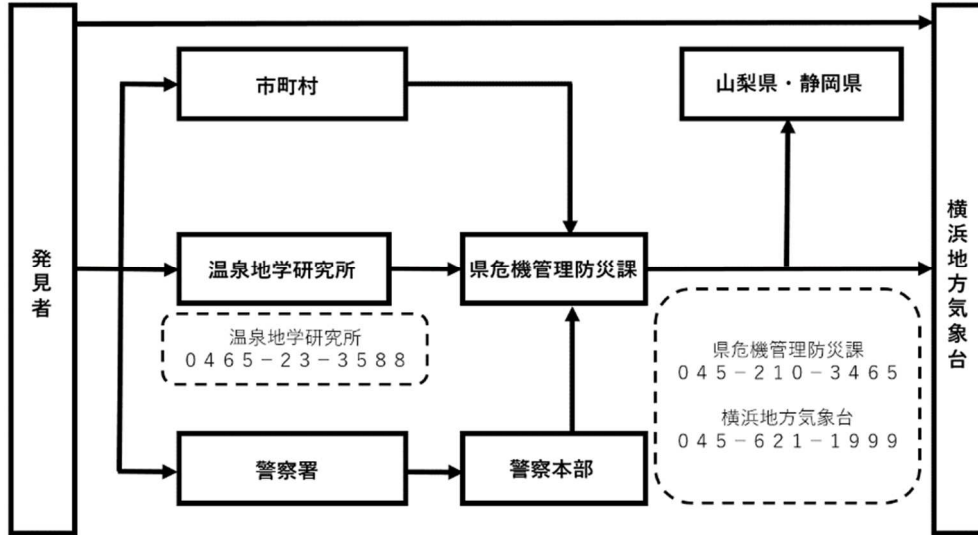 発見者
市町村
山梨県・静岡県
温泉地学研究所
県危機管理防災課
温泉地学研究所
0465-23-3588
県危機管理防災課
045-210-3465
横浜地方気象台
045-621-1999
警察署
警察本部
横浜地方気象台